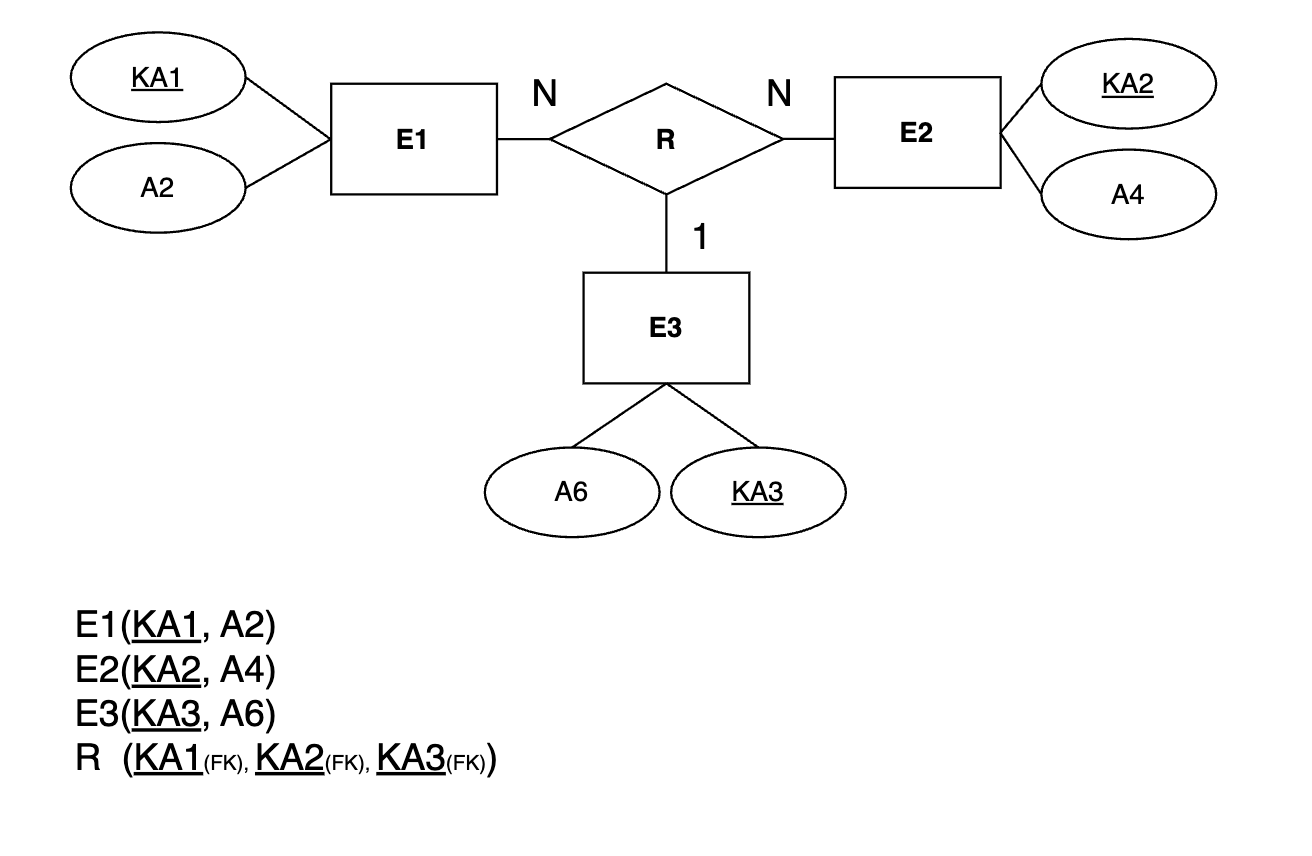 KA1
A2
E1
N
R
N
E2
KA2
A4
1
E3
A6
KA3
E1(KA1, A2)
E2(KA2, A4)
E3(KA3, A6)
R (KA1(FK), KA2(FK), KA3(FK))